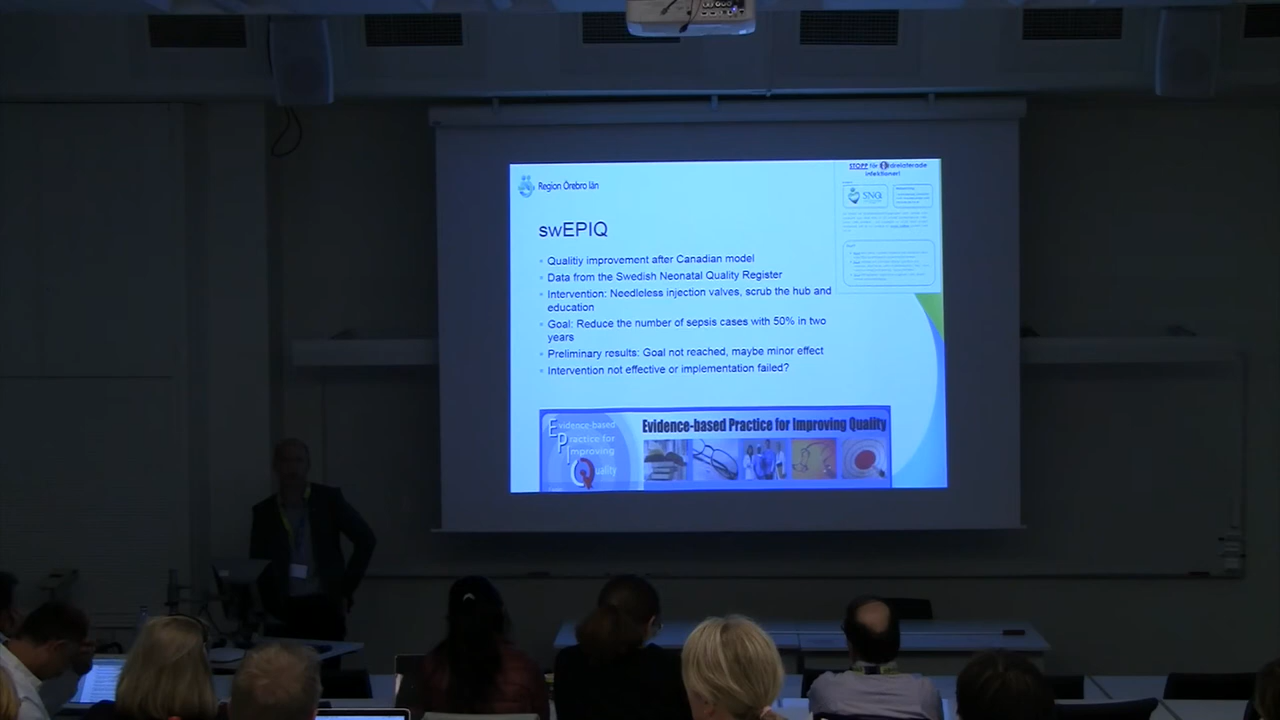 Region Örebro län
STOPP för drelaterade
infektioner!
SNQ
swEPIQ
Qualitiy improvement after Canadian model
Data from the Swedish Neonatal Quality Register
Intervention: Needleless injection valves, scrub the hub and
education
Goal: Reduce the number of sepsis cases with 50% in two
years
Preliminary results: Goal not reached, maybe minor effect
Intervention not effective or implementation failed?
Evidence-based
Practice for
Improving
Quality
Evidence-based Practice for Improving Quality